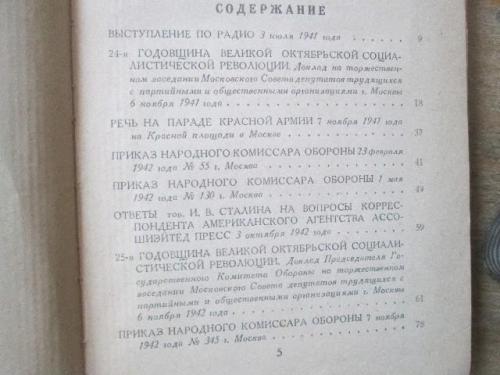 СОДЕРЖАНИЕ
ВЫСТУПЛЕНИЕ ПО РАДИО 3 июля 1941 года . . . 9
24-я ГОДОВЩИНА ВЕЛИКОЙ ОКТЯБРЬСКОЙ СОЦИА-
ЛИСТИЧЕСКОЙ РЕВОЛЮЦИИ. Доклад на торжествен-
ном заседании Московского Совета депутатов трудящихся
с партийными и общественными организациями г. Москвы
6 ноября 1941 года . . . 18
РЕЧЬ НА ПАРАДЕ КРАСНОЙ АРМИИ 7 ноября 1941 года
на Красной площади в Москве . . . 37
ПРИКАЗ НАРОДНОГО КОМИССАРА ОБОРОНЫ 23 февраля
1942 года № 55 г. Москва . . . 41
ПРИКАЗ НАРОДНОГО КОМИССАРА ОБОРОНЫ 1 мая
1942 года № 130 г. Москва . . . 49
ОТВЕТЫ тов. И. В. СТАЛИНА НА ВОПРОСЫ КОРРЕС-
ПОНДЕНТА АМЕРИКАНСКОГО АГЕНТСТВА АССО-
ШИЭЙТЕД ПРЕСС 3 октября 1942 года . . . 59
25-я ГОДОВЩИНА ВЕЛИКОЙ ОКТЯБРЬСКОЙ СОЦИАЛИ-
СТИЧЕСКОЙ РЕВОЛЮЦИИ. Доклад Председателя Го-
сударственного Комитета Обороны на торжественном
заседании Московского Совета депутатов трудящихся с
партийными и общественными организациями г. Москвы
6 ноября 1942 года . . . 61
ПРИКАЗ НАРОДНОГО КОМИССАРА ОБОРОНЫ 7 ноября
1942 года № 345 г. Москва . . . 78
5